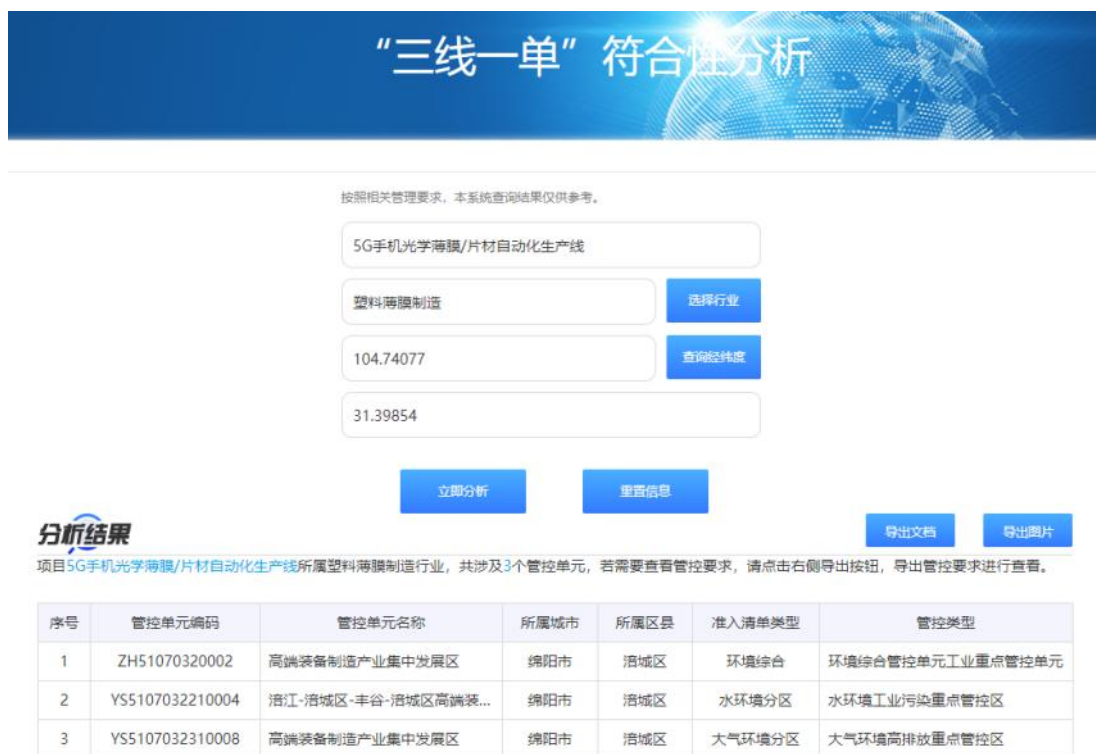 “三线一单”符合性分析
按照相关管理要求，本系统查询结果仅供参考。
5G手机光学薄膜/片材自动化生产线
塑料薄膜制造 选择行业
104.74077 查询经纬度
31.39854
立即分析 重置信息
分析结果 导出文档 导出图片
项目5G手机光学薄膜/片材自动化生产线所属塑料薄膜制造行业，共涉及3个管控单元，若需要查看管控要求，请点击右侧导出按钮，导出管控要求进行查看。
序号 管控单元编码 管控单元名称 所属城市 所属区县 准入清单类型 管控类型
1 ZH51070320002 高端装备制造产业集中发展区 绵阳市 涪城区 环境综合 环境综合管控单元工业重点管控单元
2 YS5107032210004 涪江-涪城区-丰谷-涪城区高端装... 绵阳市 涪城区 水环境分区 水环境工业污染重点管控区
3 YS5107032310008 高端装备制造产业集中发展区 绵阳市 涪城区 大气环境分区 大气环境高排放重点管控区